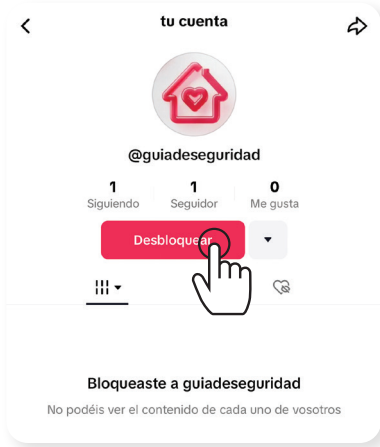 tu cuenta
@guiadeseguridad
1 1 0
Siguiendo Seguidor Me gusta
Desbloquear
Bloqueaste a guiadeseguridad
No podéis ver el contenido de cada uno de vosotros